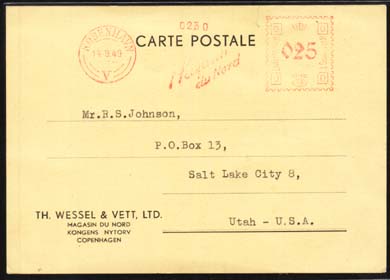 0230
KØBENHAVN
V
CARTE POSTALE
Magasin
du Nord
025
Mr.R.S.Johnson,
P.O.Box 13,
Salt Lake City 8,
Utah - U.S.A.
TH. WESSEL & VETT, LTD.
MAGASIN DU NORD
KONGENS NYTORV
COPENHAGEN